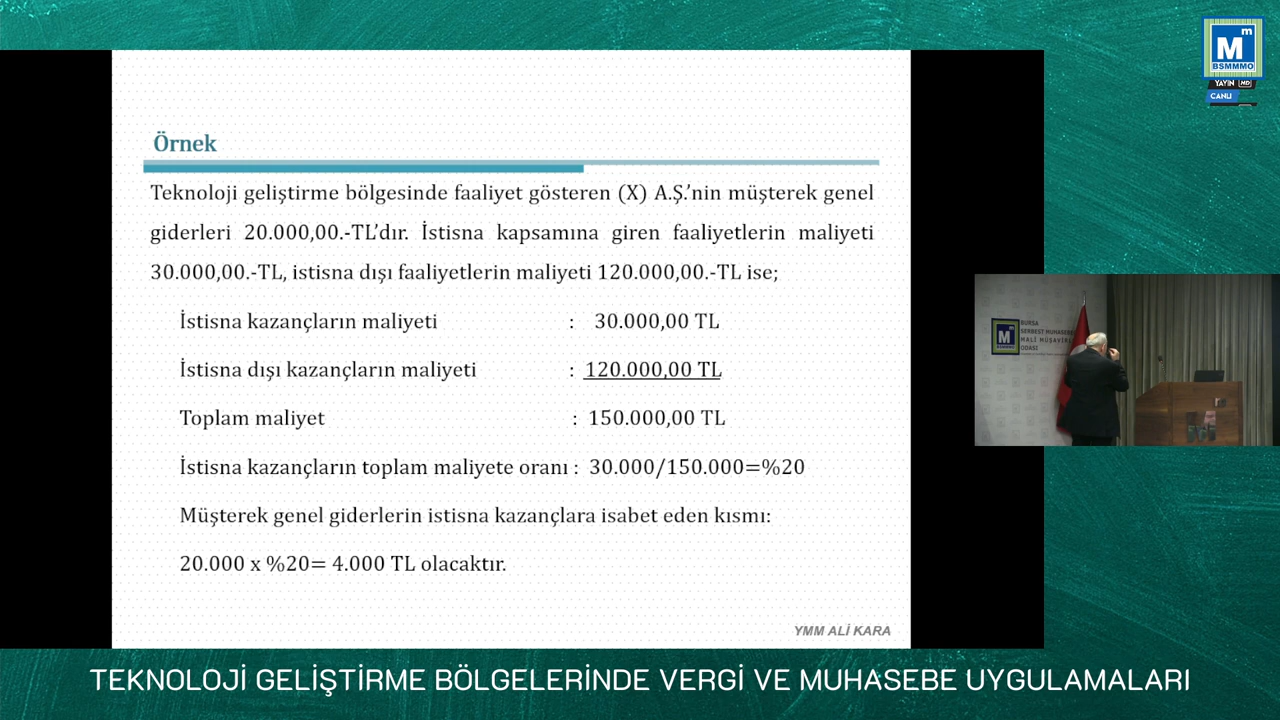 Mm
BSMMMO
YAYIN HD
CANLI
Örnek
Teknoloji geliştirme bölgesinde faaliyet gösteren (X) A.Ş.’nin müşterek genel
giderleri 20.000,00.-TL’dır. İstisna kapsamına giren faaliyetlerin maliyeti
30.000,00.-TL, istisna dışı faaliyetlerin maliyeti 120.000,00.-TL ise;
İstisna kazançların maliyeti : 30.000,00 TL
İstisna dışı kazançların maliyeti : 120.000,00 TL
Toplam maliyet : 150.000,00 TL
İstisna kazançların toplam maliyete oranı : 30.000/150.000=%20
Müşterek genel giderlerin istisna kazançlara isabet eden kısmı:
20.000 x %20= 4.000 TL olacaktır.
YMM ALİ KARA
BURSA
SERBEST MUHASEBECİ
MALİ MÜŞAVİRLER
ODASI
TEKNOLOJİ GELİŞTİRME BÖLGELERİNDE VERGİ VE MUHASEBE UYGULAMALARI